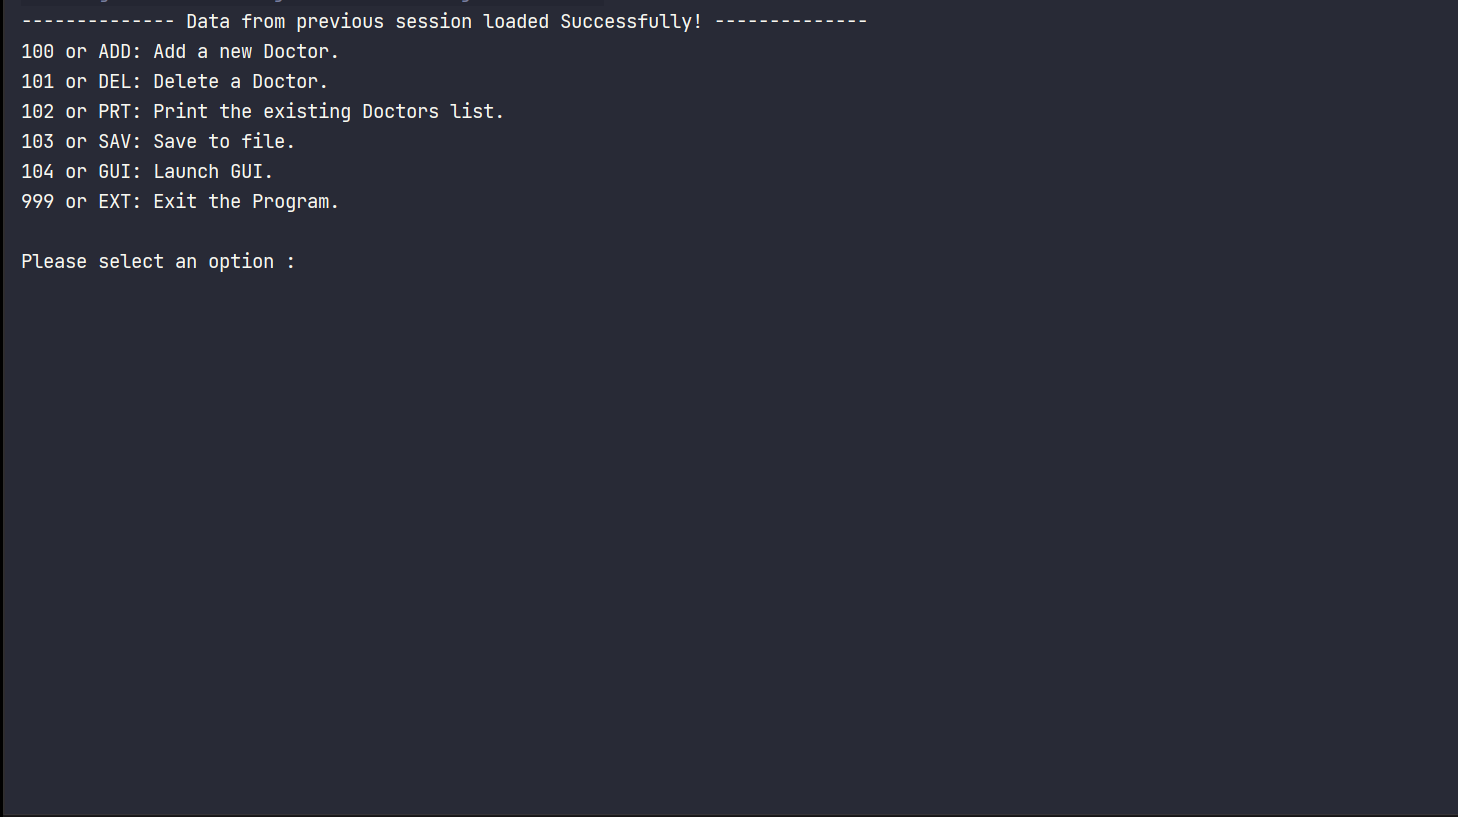 -------------- Data from previous session loaded Successfully! --------------
100 or ADD: Add a new Doctor.
101 or DEL: Delete a Doctor.
102 or PRT: Print the existing Doctors list.
103 or SAV: Save to file.
104 or GUI: Launch GUI.
999 or EXT: Exit the Program.
Please select an option :